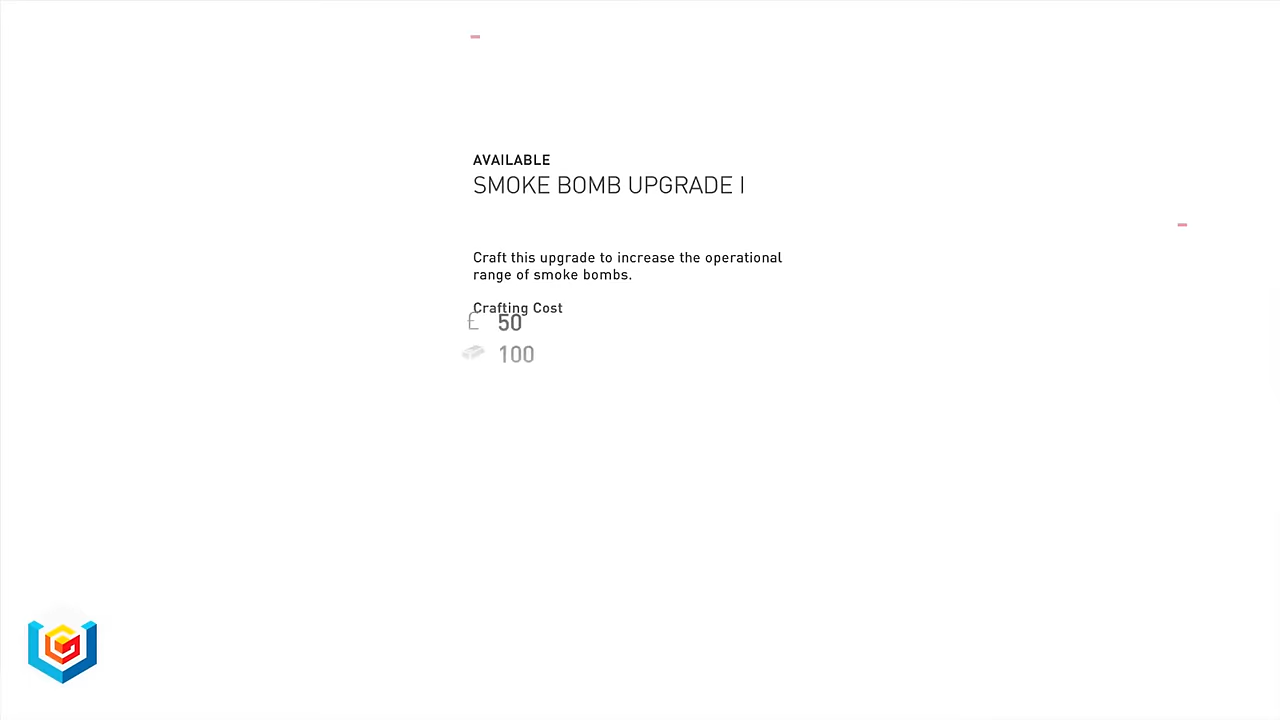 AVAILABLE
SMOKE BOMB UPGRADE I
Craft this upgrade to increase the operational
range of smoke bombs.
Crafting Cost
£ 50
100